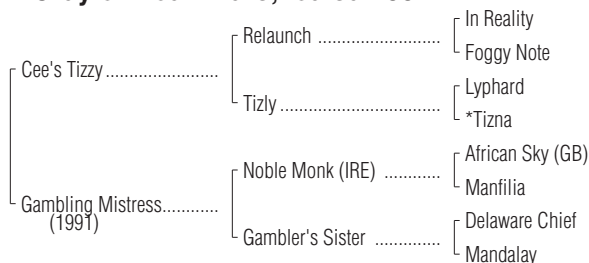 In Reality
Relaunch ..............................
Foggy Note
Cee's Tizzy ............................
Lyphard
Tizly ........................................
*Tizna
African Sky (GB)
Noble Monk (IRE) ..............
Manfilia
Gambling Mistress..............
(1991)
Delaware Chief
Gambler's Sister ................
Mandalay